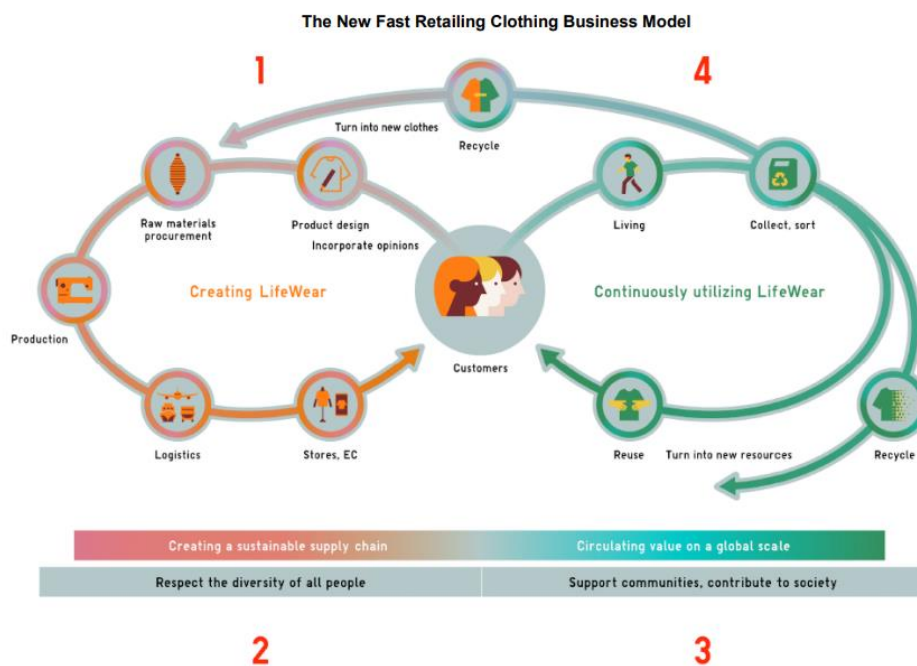 The New Fast Retailing Clothing Business Model
1
4
Turn into new clothes
Recycle
Raw materials
procurement
Product design
Incorporate opinions
Living
Collect, sort
Creating LifeWear
Continuously utilizing LifeWear
Production
Customers
Logistics
Stores, EC
Reuse
Turn into new resources
Recycle
Creating a sustainable supply chain
Circulating value on a global scale
Respect the diversity of all people
Support communities, contribute to society
2
3